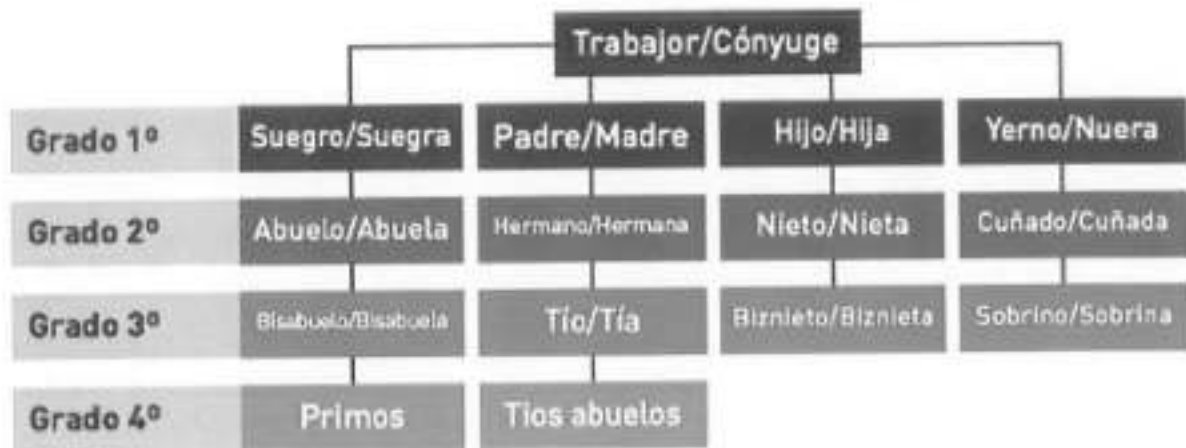 Trabajor/Cónyuge
Grado 1º Suegro/Suegra Padre/Madre Hijo/Hija Yerno/Nuera
Grado 2º Abuelo/Abuela Hermano/Hermana Nieto/Nieta Cuñado/Cuñada
Grado 3º Bisabuelo/Bisabuela Tío/Tía Biznieto/Biznieta Sobrino/Sobrina
Grado 4º Primos Tios abuelos